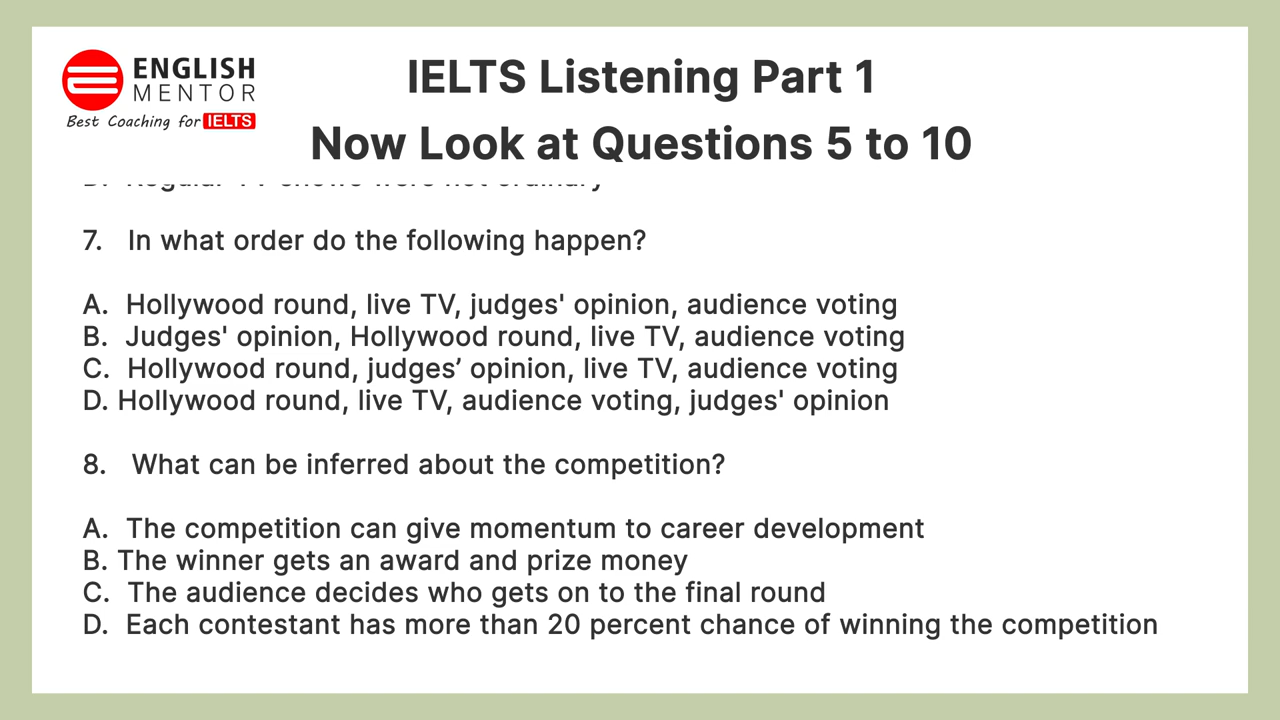 ENGLISH
MENTOR
Best Coaching for IELTS
IELTS Listening Part 1
Now Look at Questions 5 to 10
7. In what order do the following happen?
A. Hollywood round, live TV, judges' opinion, audience voting
B. Judges' opinion, Hollywood round, live TV, audience voting
C. Hollywood round, judges’ opinion, live TV, audience voting
D. Hollywood round, live TV, audience voting, judges' opinion
8. What can be inferred about the competition?
A. The competition can give momentum to career development
B. The winner gets an award and prize money
C. The audience decides who gets on to the final round
D. Each contestant has more than 20 percent chance of winning the competition